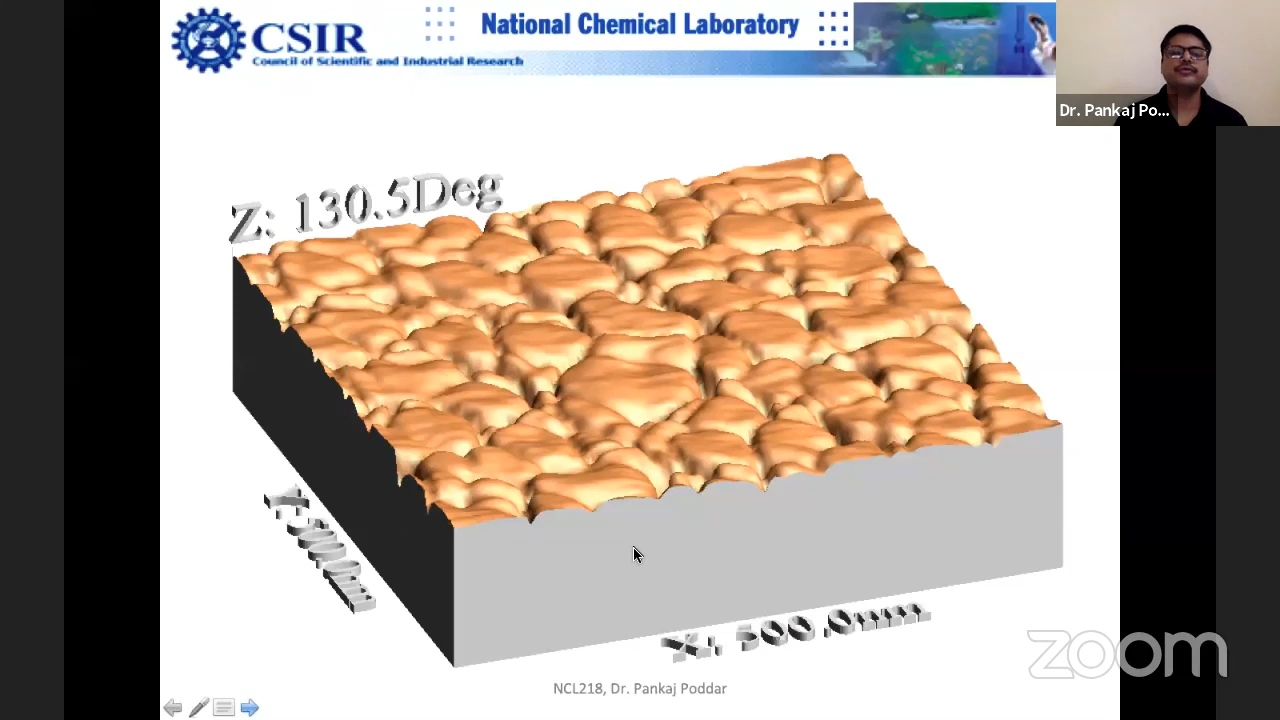 CSIR
Council of Scientific and Industrial Research
National Chemical Laboratory
Dr. Pankaj Po...
Z: 130.5Deg
X: 500.0nm
NCL218, Dr. Pankaj Poddar
zoom